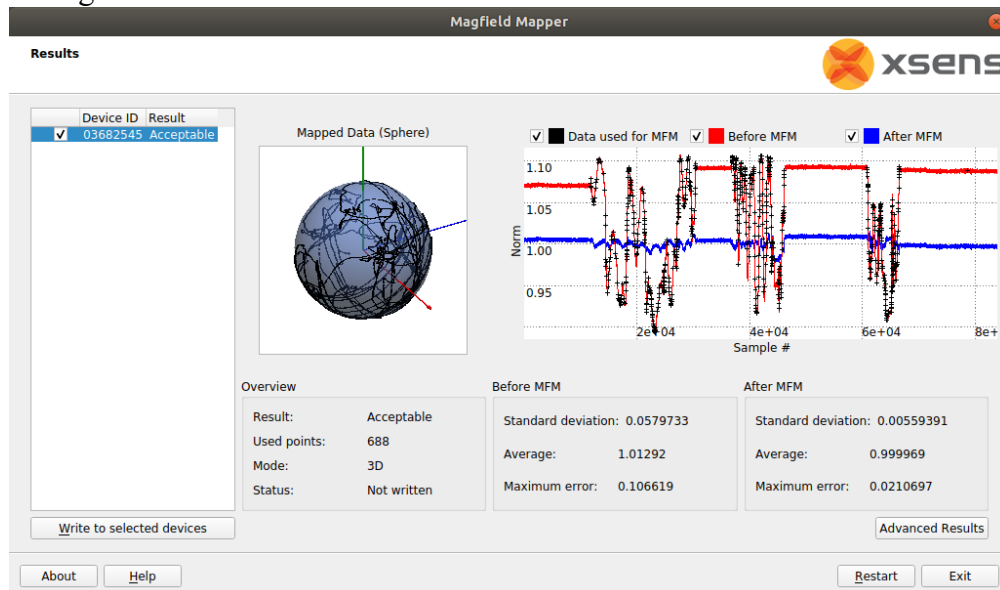 Magfield Mapper
Results
xsens
Device ID Result
03682545 Acceptable
Mapped Data (Sphere)
Data used for MFM Before MFM After MFM
1.10
1.05
1.00
0.95
Norm
2e+04 4e+04 6e+04 8e+
Sample #
Overview
Result: Acceptable
Used points: 688
Mode: 3D
Status: Not written
Before MFM
Standard deviation: 0.0579733
Average: 1.01292
Maximum error: 0.106619
After MFM
Standard deviation: 0.00559391
Average: 0.999969
Maximum error: 0.0210697
Write to selected devices
Advanced Results
About Help Restart Exit